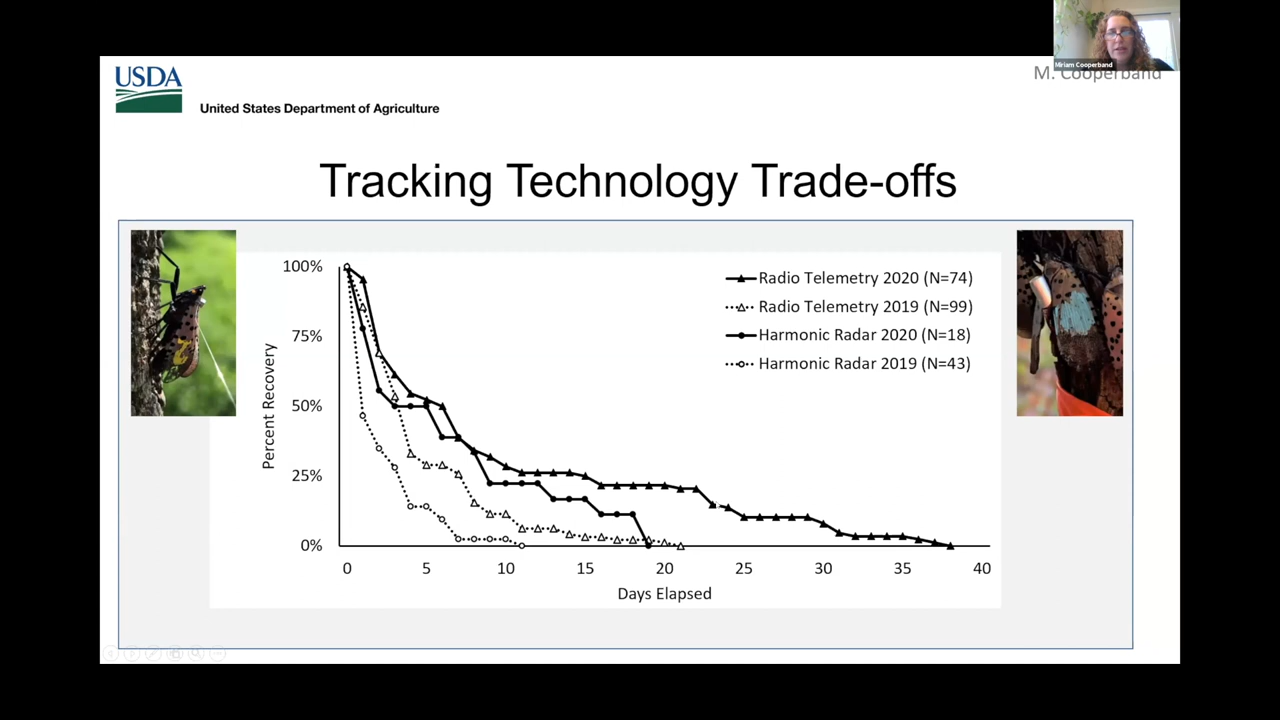 Miriam Cooperband
M. Cooperband
USDA
United States Department of Agriculture
Tracking Technology Trade-offs
100%
75%
50%
25%
0%
Percent Recovery
Radio Telemetry 2020 (N=74)
Radio Telemetry 2019 (N=99)
Harmonic Radar 2020 (N=18)
Harmonic Radar 2019 (N=43)
0 5 10 15 20 25 30 35 40
Days Elapsed